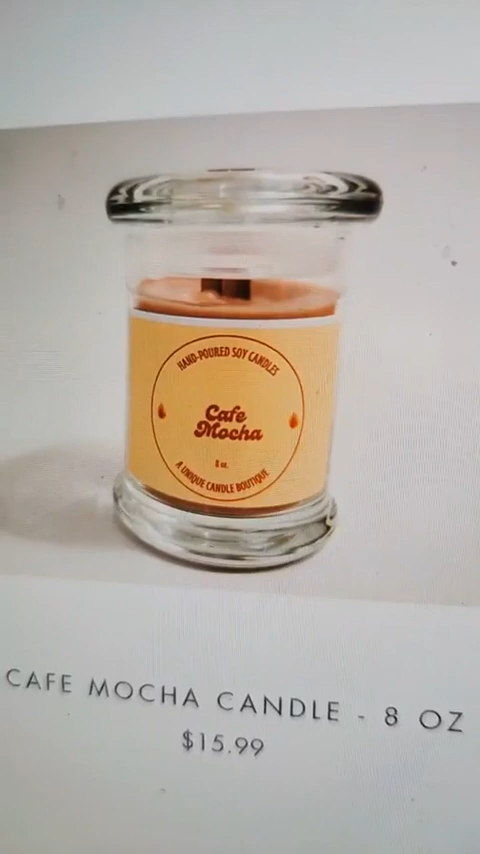 HAND-POURED SOY CANDLES
Cafe
Mocha
8 oz.
A UNIQUE CANDLE BOUTIQUE
CAFE MOCHA CANDLE - 8 OZ
$15.99